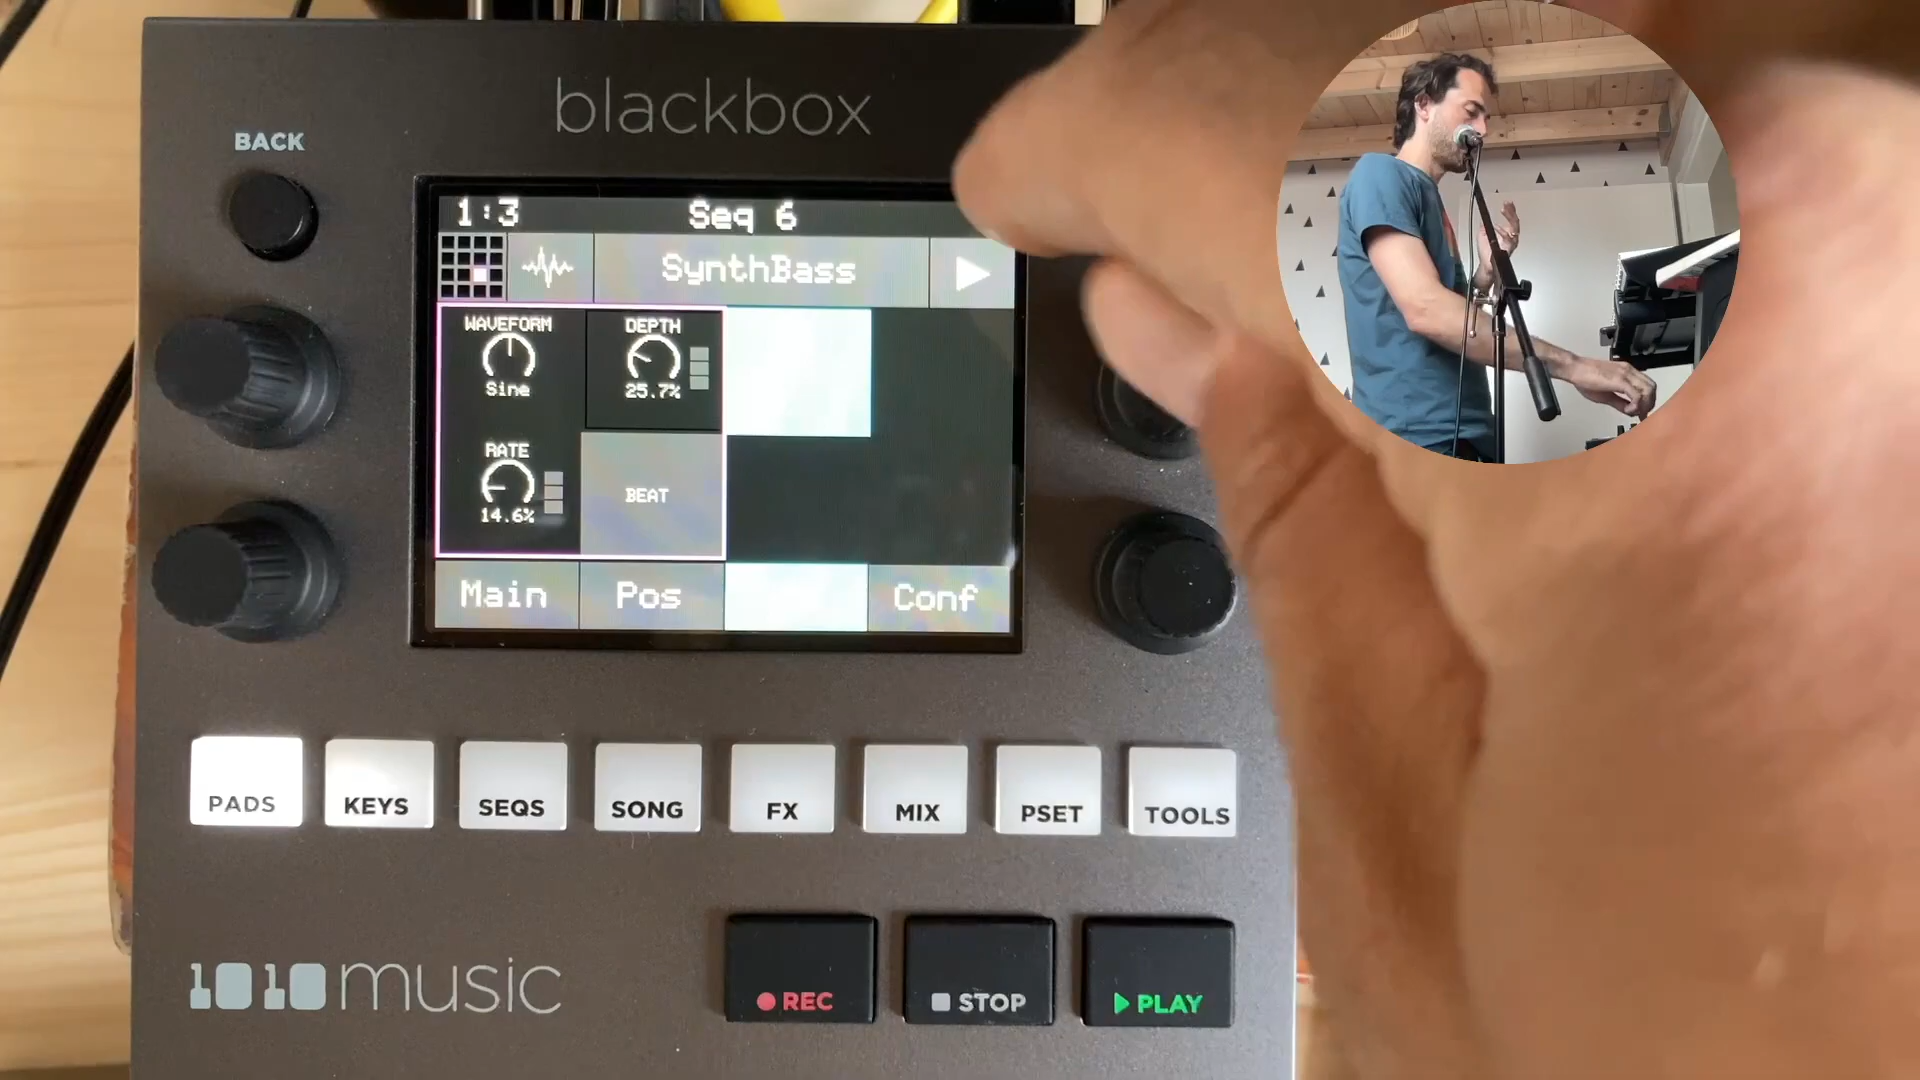 blackbox
BACK
1:3 Seq 6
SynthBass
WAVEFORM
Sine
DEPTH
25.7%
RATE
14.6%
BEAT
Main Pos Conf
PADS KEYS SEQS SONG FX MIX PSET TOOLS
1010music
REC STOP PLAY